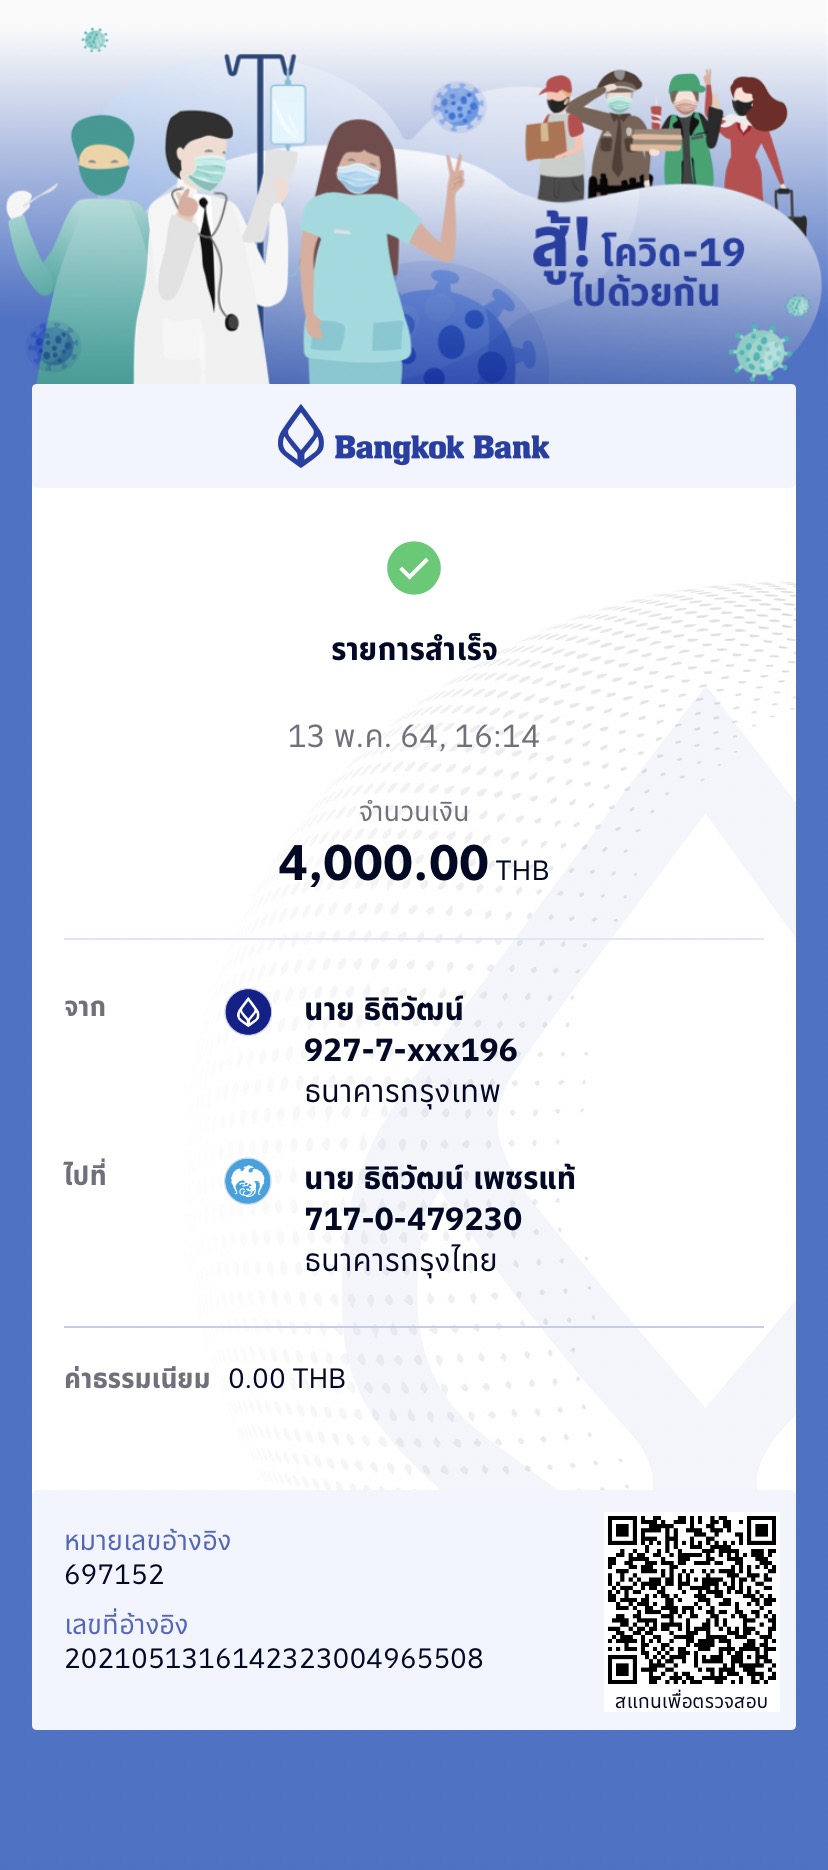 สู้! โควิด-19
ไปด้วยกัน
Bangkok Bank
รายการสำเร็จ
13 พ.ค. 64, 16:14
จำนวนเงิน
4,000.00 THB
จาก
นาย ธิติวัฒน์
927-7-xxx196
ธนาคารกรุงเทพ
ไปที่
นาย ธิติวัฒน์ เพชรแท้
717-0-479230
ธนาคารกรุงไทย
ค่าธรรมเนียม 0.00 THB
หมายเลขอ้างอิง
697152
เลขที่อ้างอิง
2021051316142323004965508
สแกนเพื่อตรวจสอบ